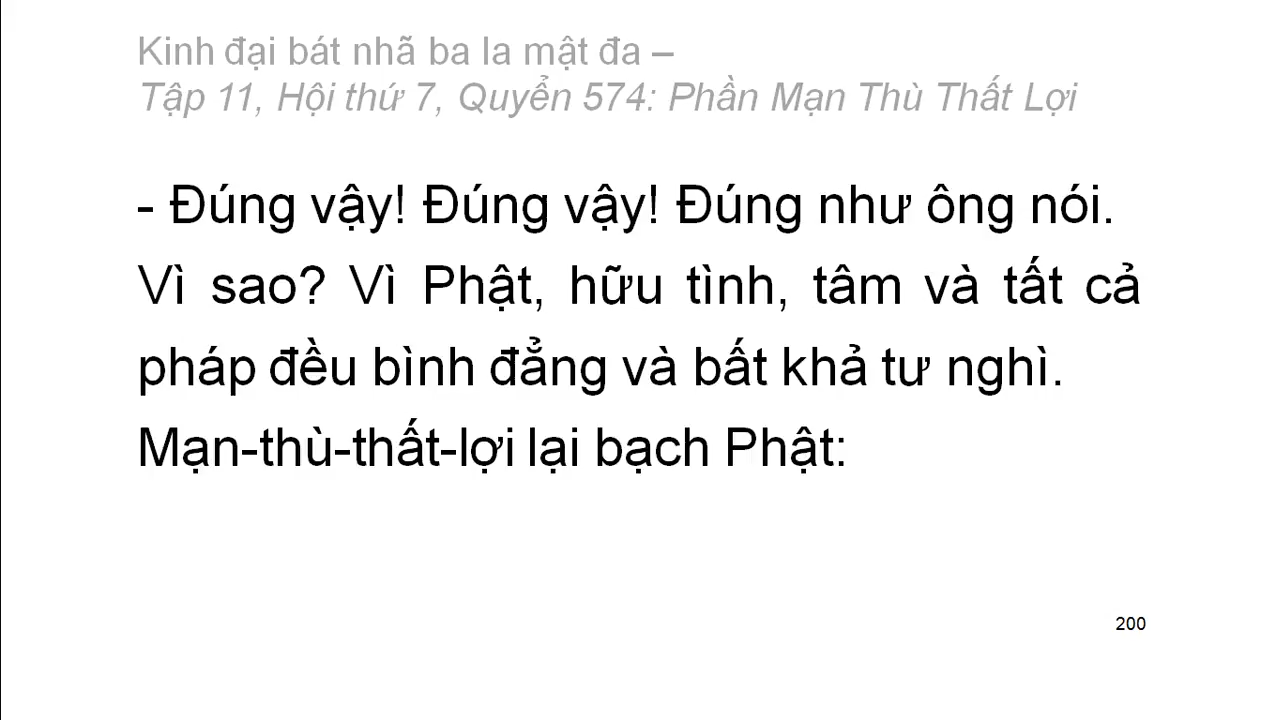 Kinh đại bát nhã ba la mật đa –
Tập 11, Hội thứ 7, Quyển 574: Phần Mạn Thù Thất Lợi
- Đúng vậy! Đúng vậy! Đúng như ông nói.
Vì sao? Vì Phật, hữu tình, tâm và tất cả
pháp đều bình đẳng và bất khả tư nghì.
Mạn-thù-thất-lợi lại bạch Phật:
200